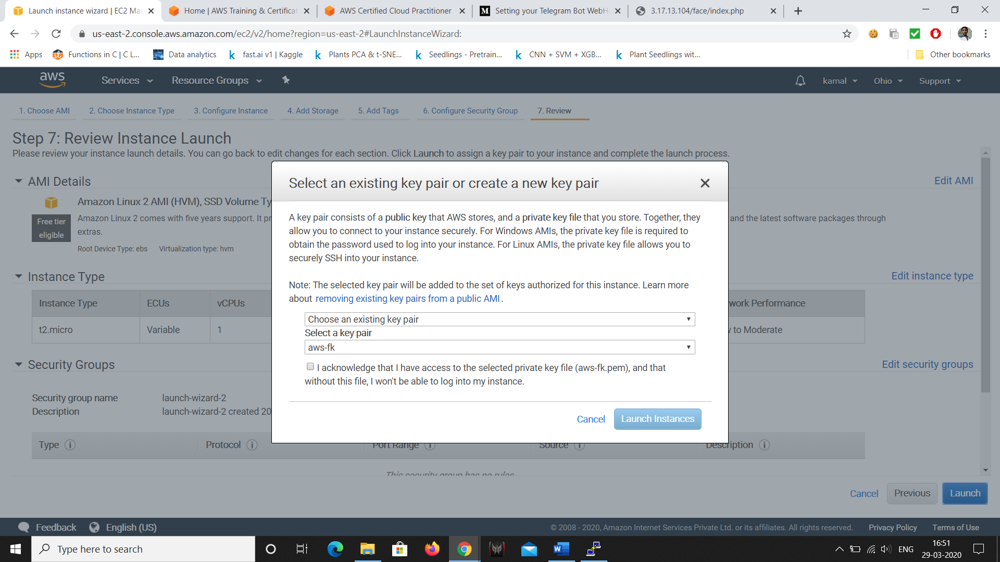 Launch instance wizard | EC2 Mar
Home | AWS Training & Certificat
AWS Certified Cloud Practitioner
M
Setting your Telegram Bot WebH
3.17.13.104/face/index.php
us-east-2.console.aws.amazon.com/ec2/v2/home?region=us-east-2#LaunchInstanceWizard:
Apps
Functions in C | C L...
Data analytics
k fast.ai v1 | Kaggle
k Plants PCA & t-SNE...
k Seedlings - Pretrain...
k CNN + SVM + XGB...
k Plant Seedlings wit...
Other bookmarks
aws
Services
Resource Groups
kamal
Ohio
Support
1. Choose AMI
2. Choose Instance Type
3. Configure Instance
4. Add Storage
5. Add Tags
6. Configure Security Group
7. Review
Step 7: Review Instance Launch
Please review your instance launch details. You can go back to edit changes for each section. Click Launch to assign a key pair to your instance and complete the launch process.
AMI Details
Edit AMI
Amazon Linux 2 AMI (HVM), SSD Volume Ty
Free tier
eligible
Amazon Linux 2 comes with five years support. It pr
and the latest software packages through
extras.
Root Device Type: ebs Virtualization type: hvm
Instance Type
Edit instance type
Instance Type
ECUs
vCPUs
work Performance
t2.micro
Variable
1
to Moderate
Security Groups
Edit security groups
Security group name launch-wizard-2
Description launch-wizard-2 created 20
Type
Protocol
Port Range
Source
Description
This security group has no rules
Select an existing key pair or create a new key pair
A key pair consists of a public key that AWS stores, and a private key file that you store. Together, they
allow you to connect to your instance securely. For Windows AMIs, the private key file is required to
obtain the password used to log into your instance. For Linux AMIs, the private key file allows you to
securely SSH into your instance.
Note: The selected key pair will be added to the set of keys authorized for this instance. Learn more
about removing existing key pairs from a public AMI.
Choose an existing key pair
Select a key pair
aws-fk
I acknowledge that I have access to the selected private key file (aws-fk.pem), and that
without this file, I won't be able to log into my instance.
Cancel
Launch Instances
Cancel
Previous
Launch
Feedback
English (US)
© 2008 - 2020, Amazon Internet Services Private Ltd. or its affiliates. All rights reserved.
Privacy Policy
Terms of Use
Type here to search
ENG
16:51
29-03-2020